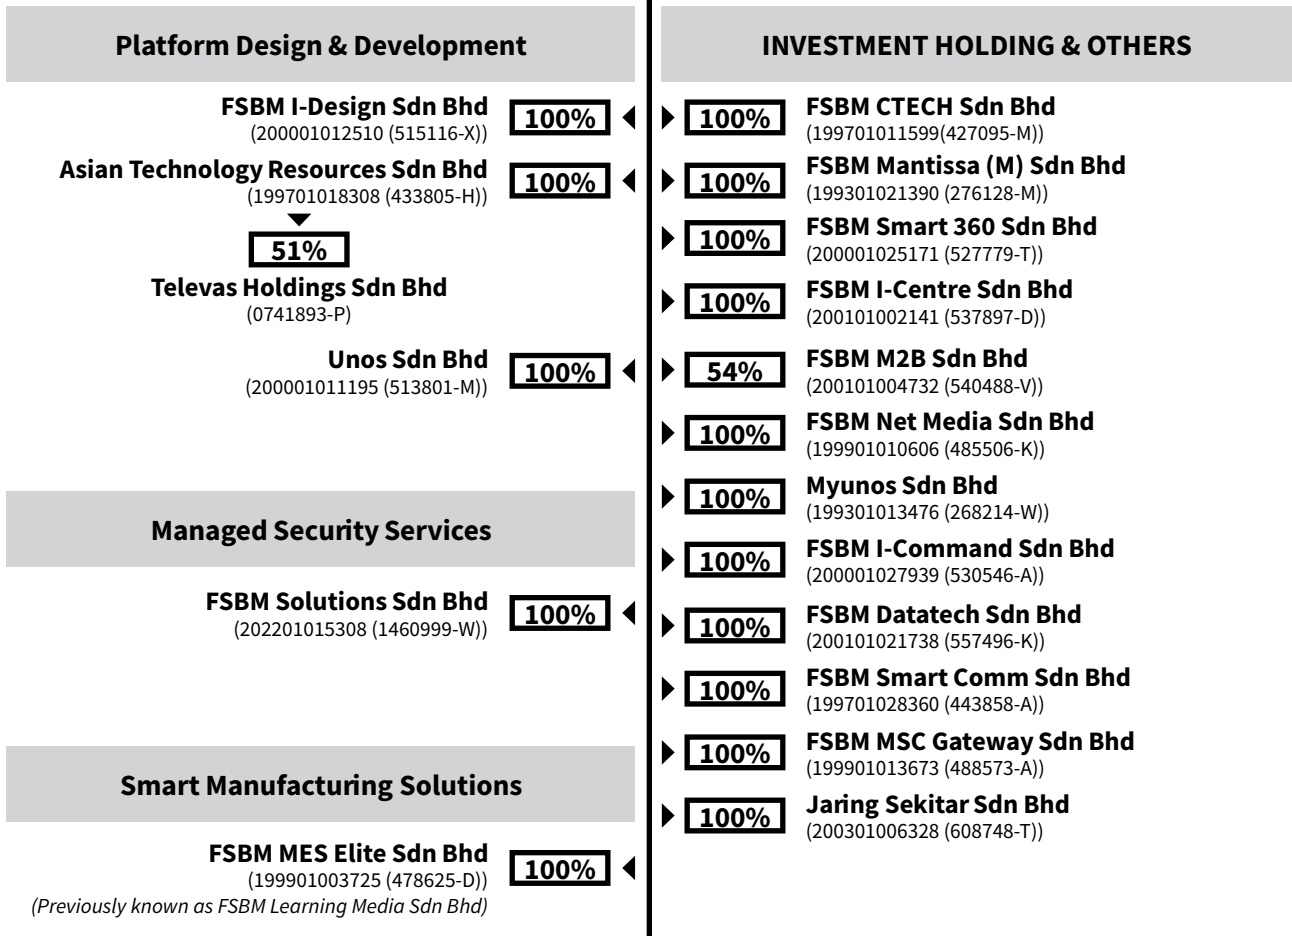 Platform Design & Development
FSBM I-Design Sdn Bhd
(200001012510 (515116-X))
100%
Asian Technology Resources Sdn Bhd
(199701018308 (433805-H))
100%
51%
Televas Holdings Sdn Bhd
(0741893-P)
Unos Sdn Bhd
(200001011195 (513801-M))
100%
Managed Security Services
FSBM Solutions Sdn Bhd
(202201015308 (1460999-W))
100%
Smart Manufacturing Solutions
FSBM MES Elite Sdn Bhd
(199901003725 (478625-D))
(Previously known as FSBM Learning Media Sdn Bhd)
100%
INVESTMENT HOLDING & OTHERS
100%
FSBM CTECH Sdn Bhd
(199701011599(427095-M))
100%
FSBM Mantissa (M) Sdn Bhd
(199301021390 (276128-M))
100%
FSBM Smart 360 Sdn Bhd
(200001025171 (527779-T))
100%
FSBM I-Centre Sdn Bhd
(200101002141 (537897-D))
54%
FSBM M2B Sdn Bhd
(200101004732 (540488-V))
100%
FSBM Net Media Sdn Bhd
(199901010606 (485506-K))
100%
Myunos Sdn Bhd
(199301013476 (268214-W))
100%
FSBM I-Command Sdn Bhd
(200001027939 (530546-A))
100%
FSBM Datatech Sdn Bhd
(200101021738 (557496-K))
100%
FSBM Smart Comm Sdn Bhd
(199701028360 (443858-A))
100%
FSBM MSC Gateway Sdn Bhd
(199901013673 (488573-A))
100%
Jaring Sekitar Sdn Bhd
(200301006328 (608748-T))